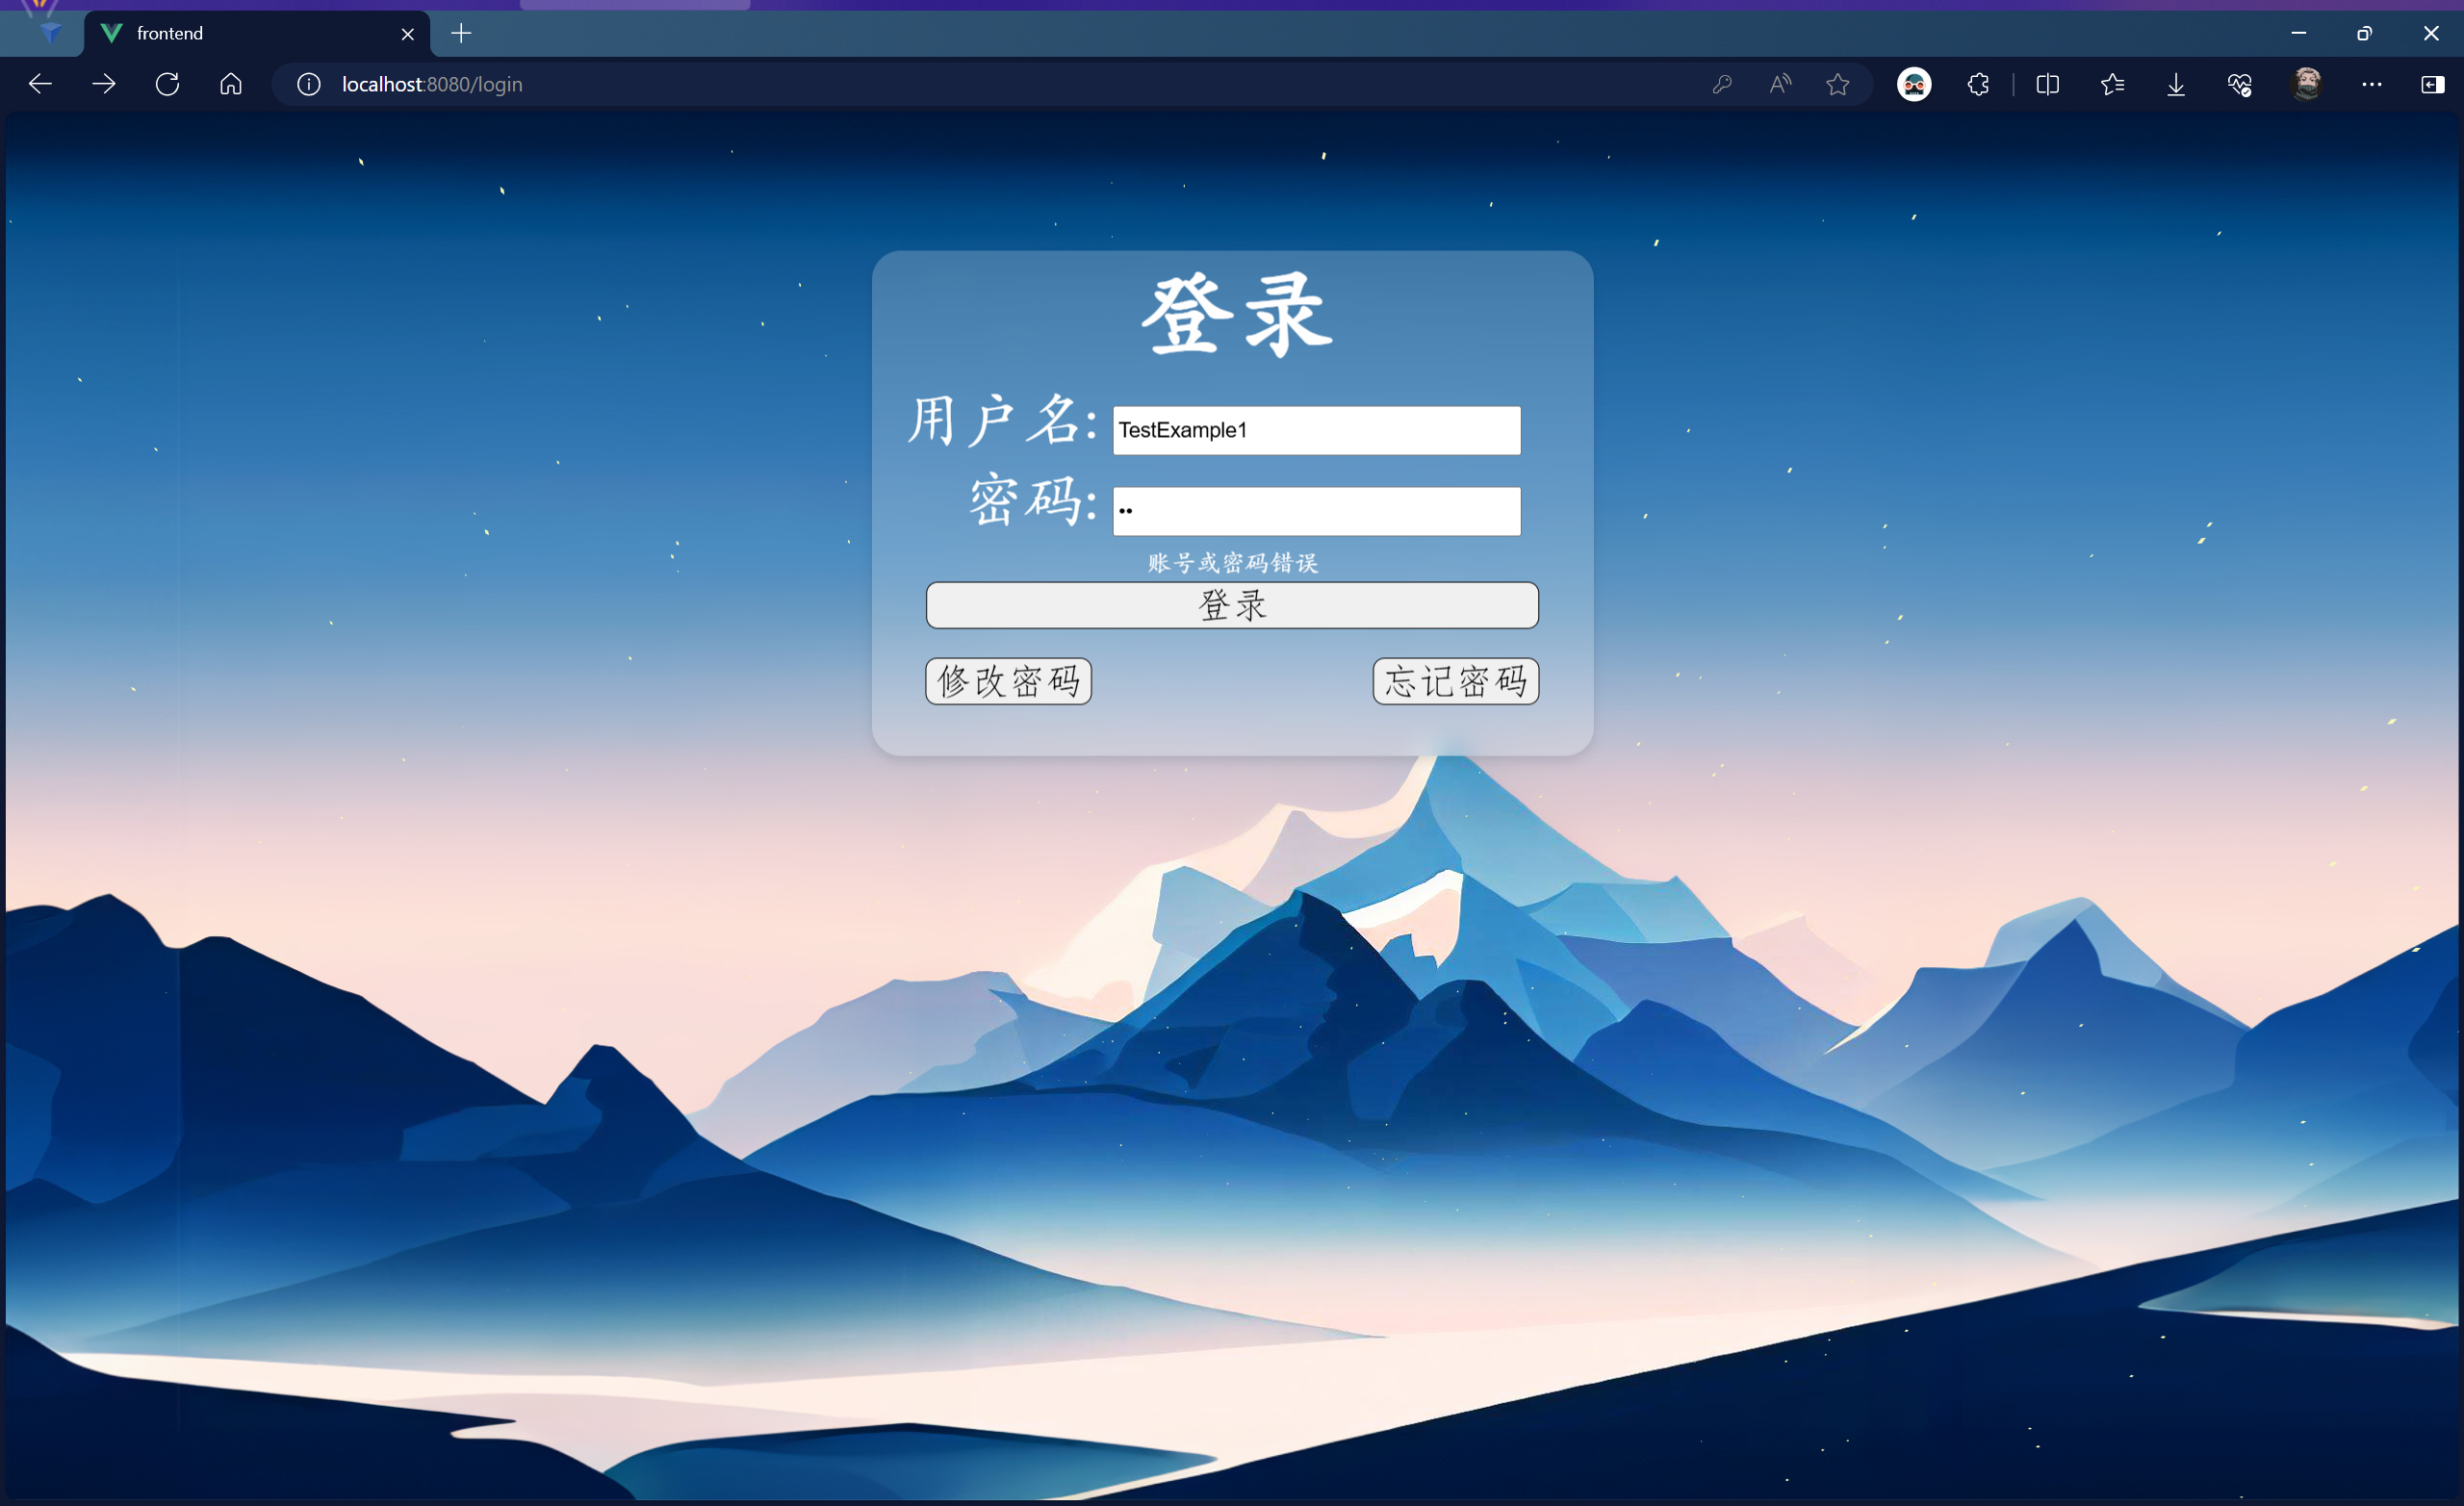 frontend
localhost:8080/login
登录
用户名: TestExample1
密码: ••
账号或密码错误
登录
修改密码 忘记密码